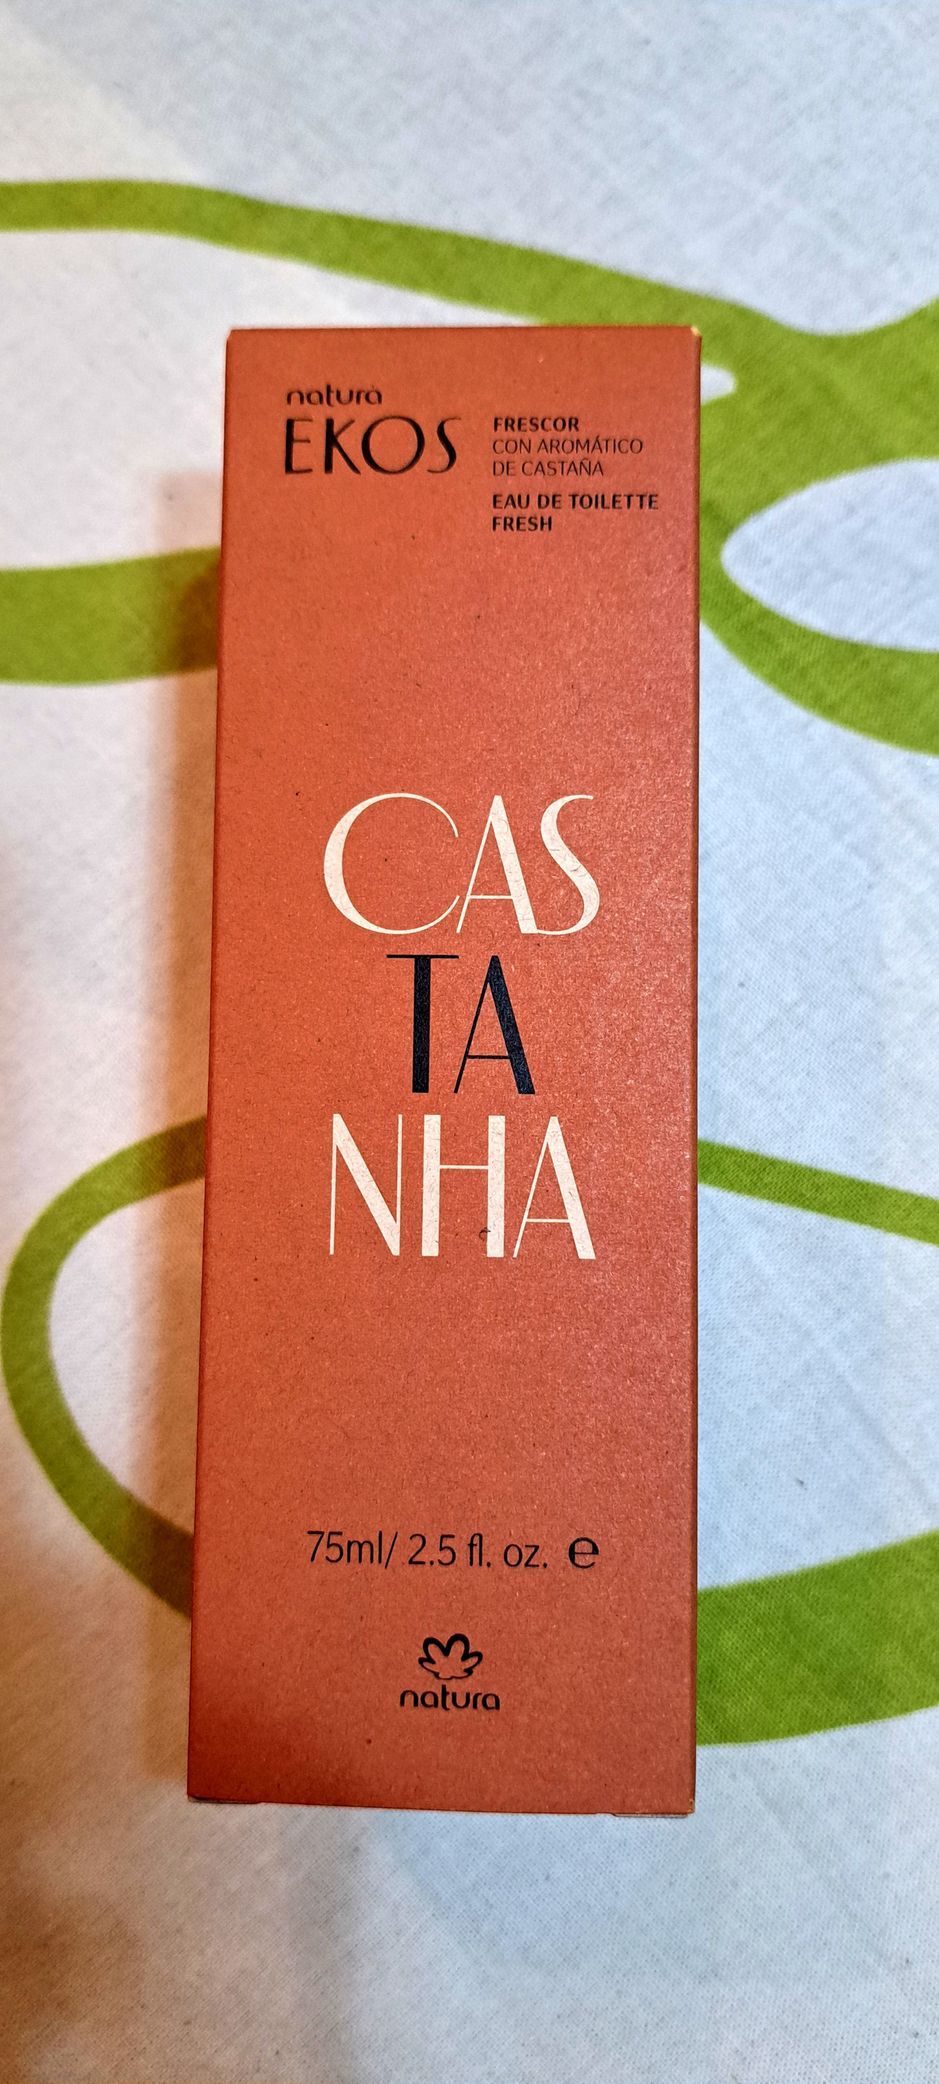 natura
EKOS
FRESCOR
CON AROMÁTICO
DE CASTAÑA
EAU DE TOILETTE
FRESH
CAS
TA
NHA
75ml/ 2.5 fl. oz. ℮
natura